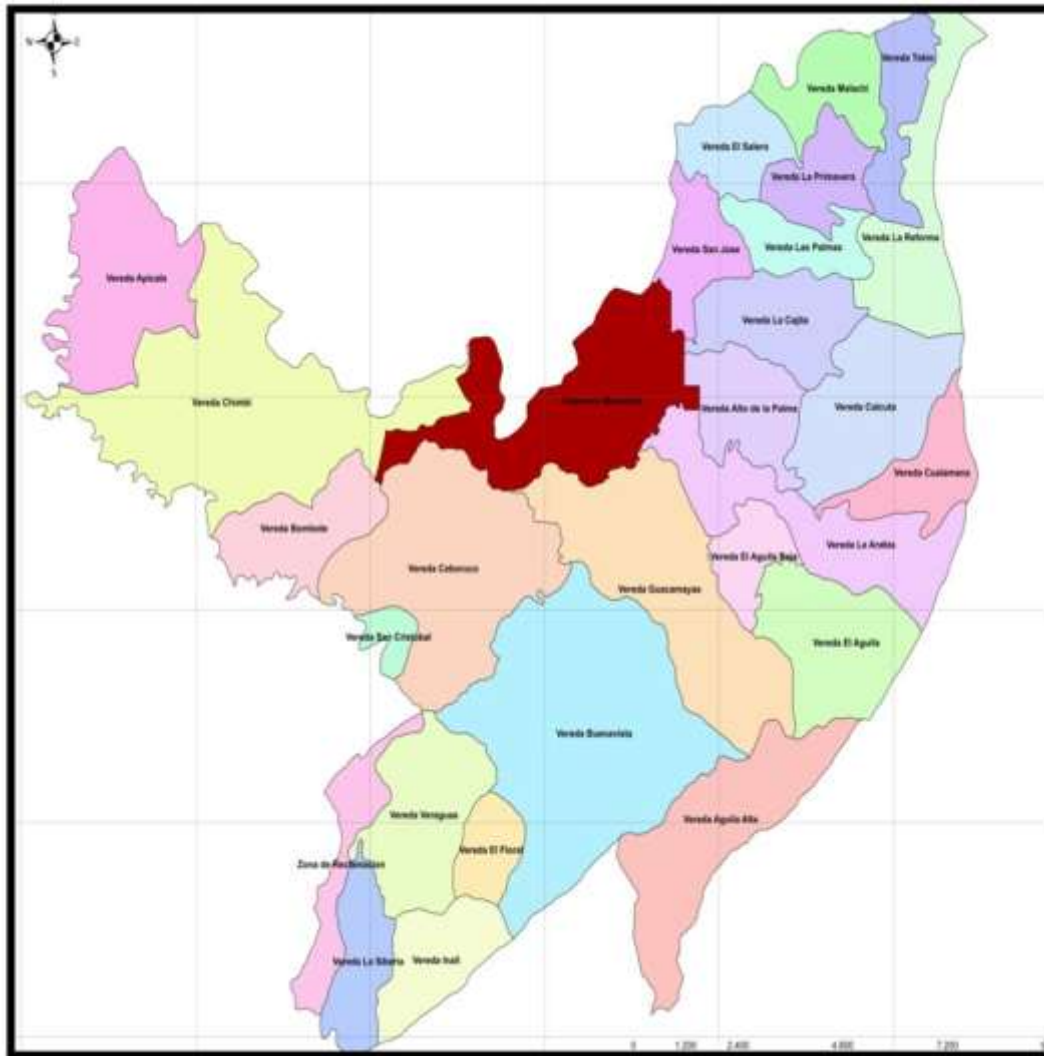 N
S
Vereda Tobia
Vereda Malachi
Vereda El Salero
Vereda La Primavera
Vereda La Reforma
Vereda San Jose
Vereda Las Palmas
Vereda Apicala
Vereda La Cajita
Vereda Chimbi
Vereda Alto de la Palma
Vereda Calcuta
Vereda Cualamana
Vereda Bombote
Vereda La Arabia
Vereda El Aguila Baja
Vereda Guacamayas
Vereda San Cristobal
Vereda El Aguila
Vereda Buenavista
Vereda Veraguas
Vereda Aguila Alta
Vereda El Floral
Zona de
Vereda La Siberia
Vereda Inali
0 1.200 2.400 4.800 7.200